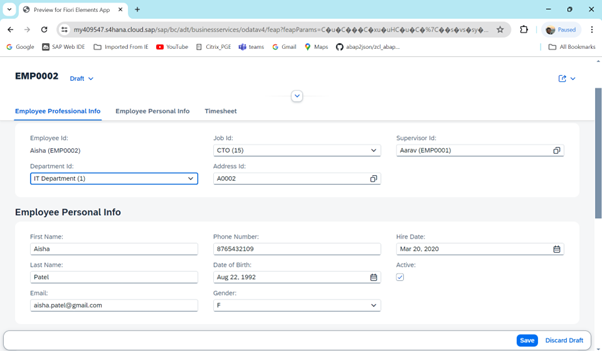 Preview for Fiori Elements App
my409547.s4hana.cloud.sap/sap/bc/adt/businessservices/odatav4/feap?feapParams=C
Paused
Google
SAP Web IDE
Imported From IE
YouTube
Citrix_PGE
teams
Gmail
Maps
abap2json/zcl_abap...
All Bookmarks
EMP0002
Draft
Employee Professional Info
Employee Personal Info
Timesheet
Employee Id:
Job Id:
Supervisor Id:
Aisha (EMP0002)
CTO (15)
Aarav (EMP0001)
Department Id:
Address Id:
IT Department (1)
A0002
Employee Personal Info
First Name:
Phone Number:
Hire Date:
Aisha
8765432109
Mar 20, 2020
Last Name:
Date of Birth:
Active:
Patel
Aug 22, 1992
Email:
Gender:
aisha.patel@gmail.com
F
Save
Discard Draft